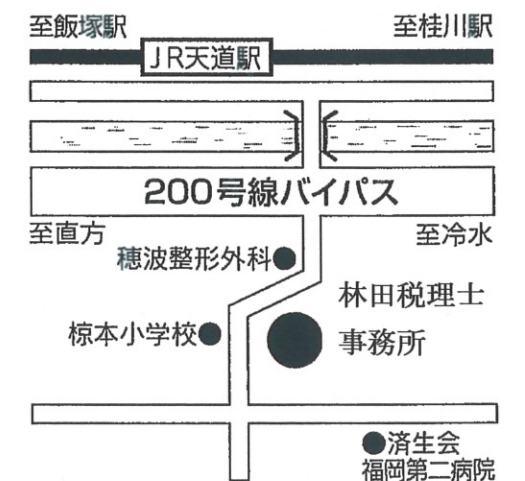 至飯塚駅
至桂川駅
JR天道駅
200号線バイパス
至直方
至冷水
穂波整形外科
林田税理士
事務所
椋本小学校
済生会
福岡第二病院